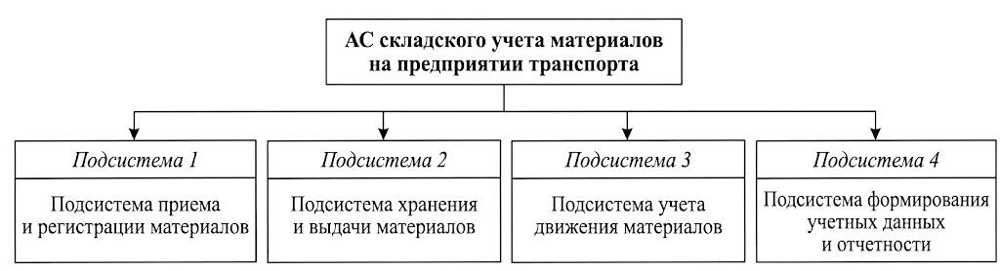 АС складского учета материалов
на предприятии транспорта
Подсистема 1
Подсистема приема
и регистрации материалов
Подсистема 2
Подсистема хранения
и выдачи материалов
Подсистема 3
Подсистема учета
движения материалов
Подсистема 4
Подсистема формирования
учетных данных
и отчетности